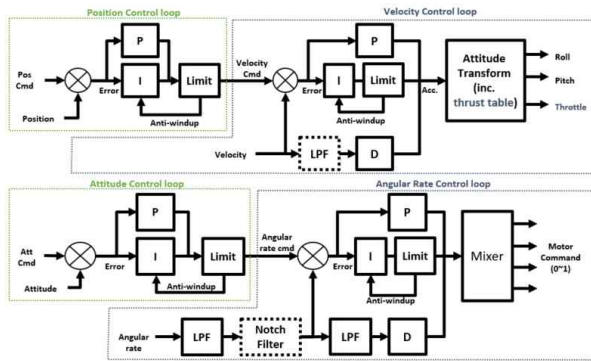 Position Control loop
Velocity Control loop
P
Pos
Cmd
Error
I
Limit
Velocity
Cmd
Position
Anti-windup
P
Error
I
Limit
Acc.
Anti-windup
Velocity
LPF
D
Attitude
Transform
(inc.
thrust table)
Roll
Pitch
Throttle
Attitude Control loop
Angular Rate Control loop
P
Att
Cmd
Error
I
Limit
Angular
rate cmd
Attitude
Anti-windup
P
Error
I
Limit
Anti-windup
Mixer
Motor
Command
(0~1)
Angular
rate
LPF
Notch
Filter
LPF
D